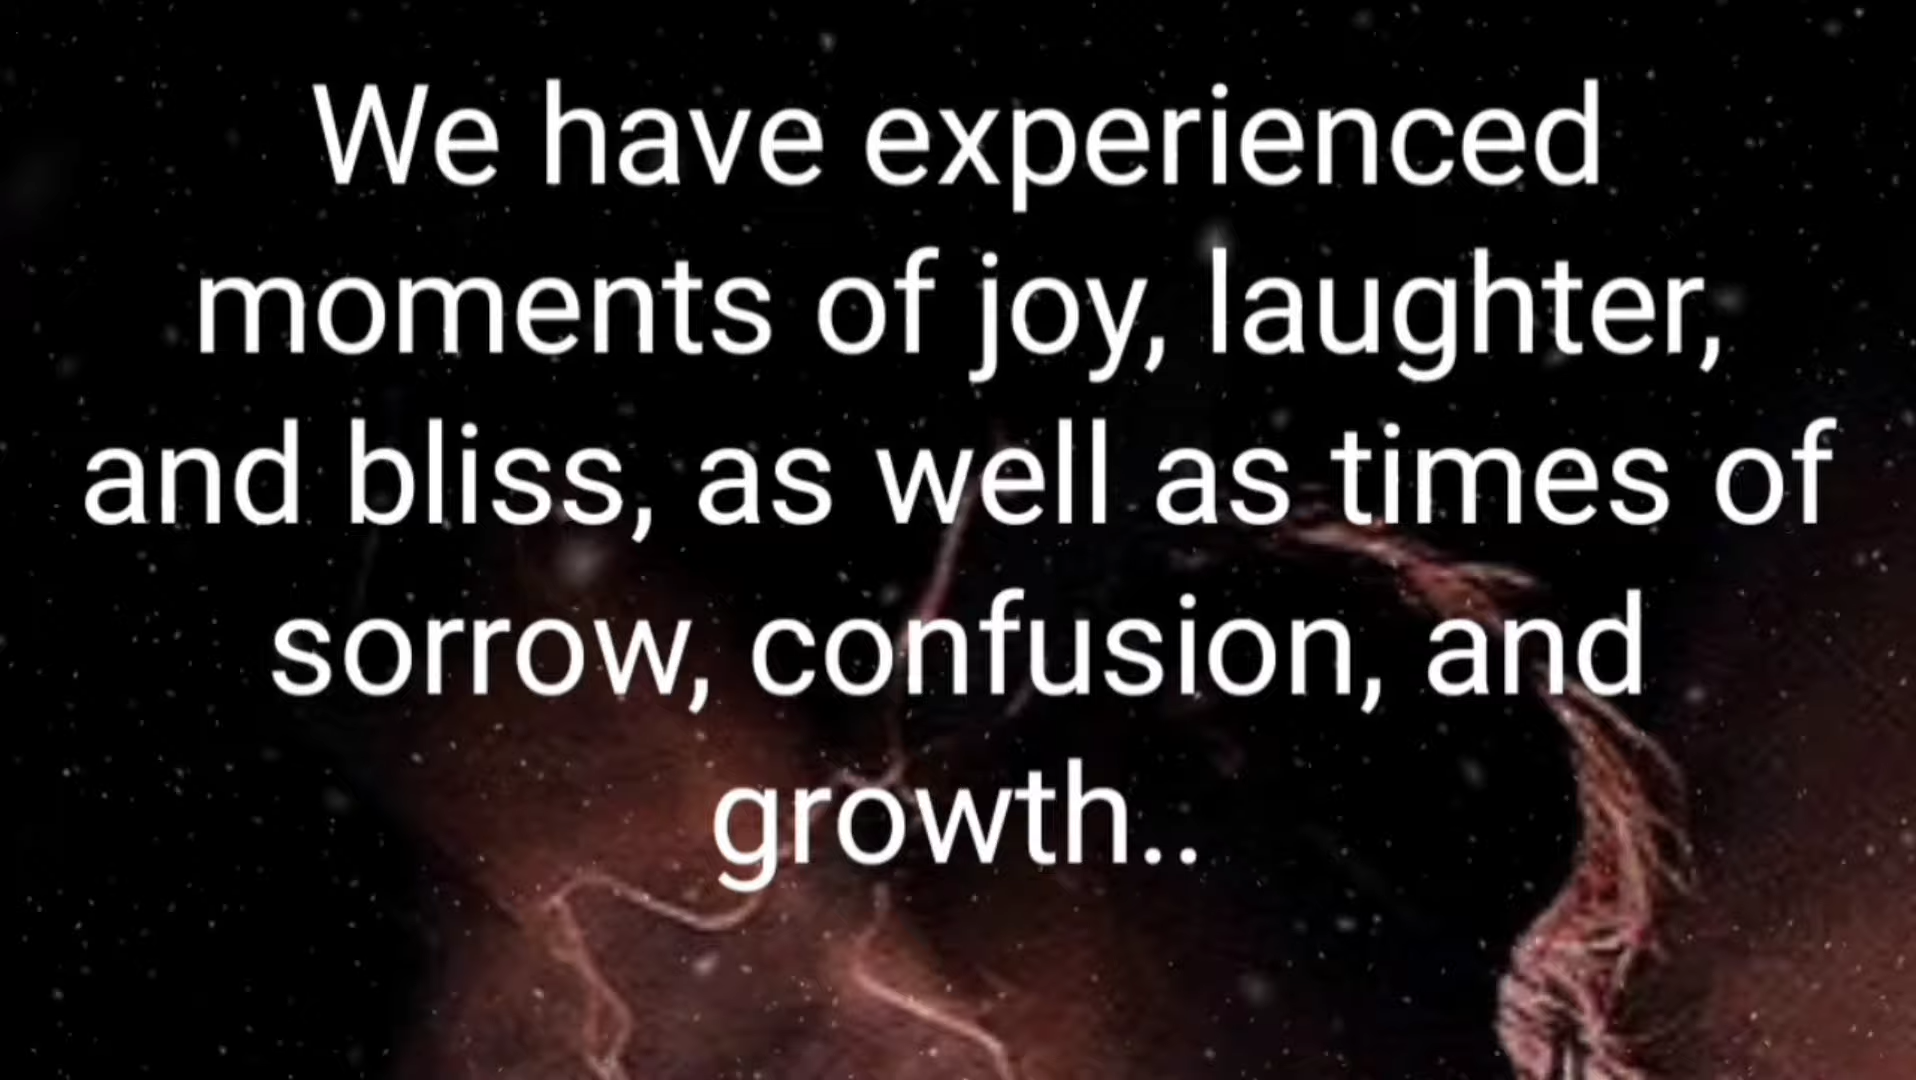 We have experienced
moments of joy, laughter,
and bliss, as well as times of
sorrow, confusion, and
growth..